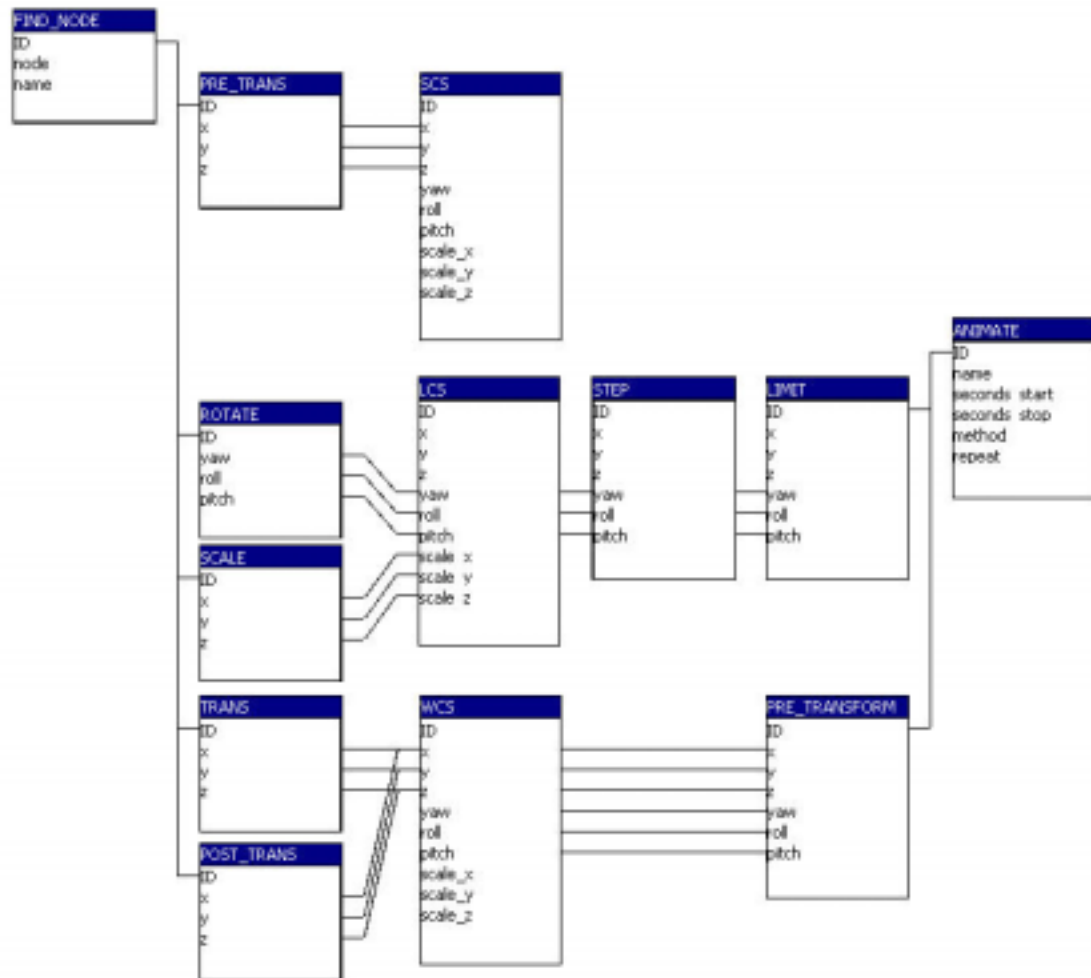 FIND_NODE
ID
node
name
PRE_TRANS
ID
x
y
z
SCS
ID
x
y
z
yaw
roll
pitch
scale_x
scale_y
scale_z
ROTATE
ID
yaw
roll
pitch
SCALE
ID
x
y
z
LCS
ID
x
y
z
yaw
roll
pitch
scale x
scale y
scale z
STEP
ID
x
y
z
yaw
roll
pitch
LIMIT
ID
x
y
z
yaw
roll
pitch
ANIMATE
ID
name
seconds start
seconds stop
method
repeat
TRANS
ID
x
y
z
POST_TRANS
ID
x
y
z
WCS
ID
x
y
z
yaw
roll
pitch
scale_x
scale_y
scale_z
PRE_TRANSFORM
ID
x
y
z
yaw
roll
pitch